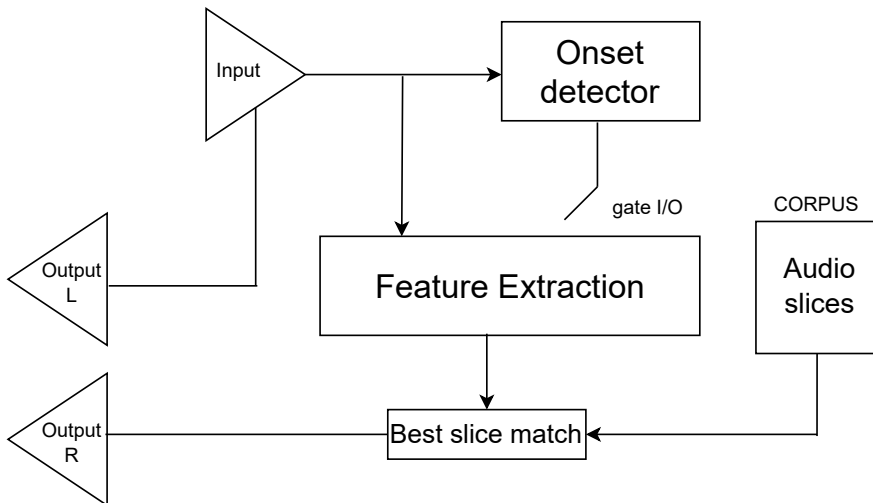 Input
Onset
detector
gate I/O
CORPUS
Audio
slices
Feature Extraction
Output
L
Best slice match
Output
R